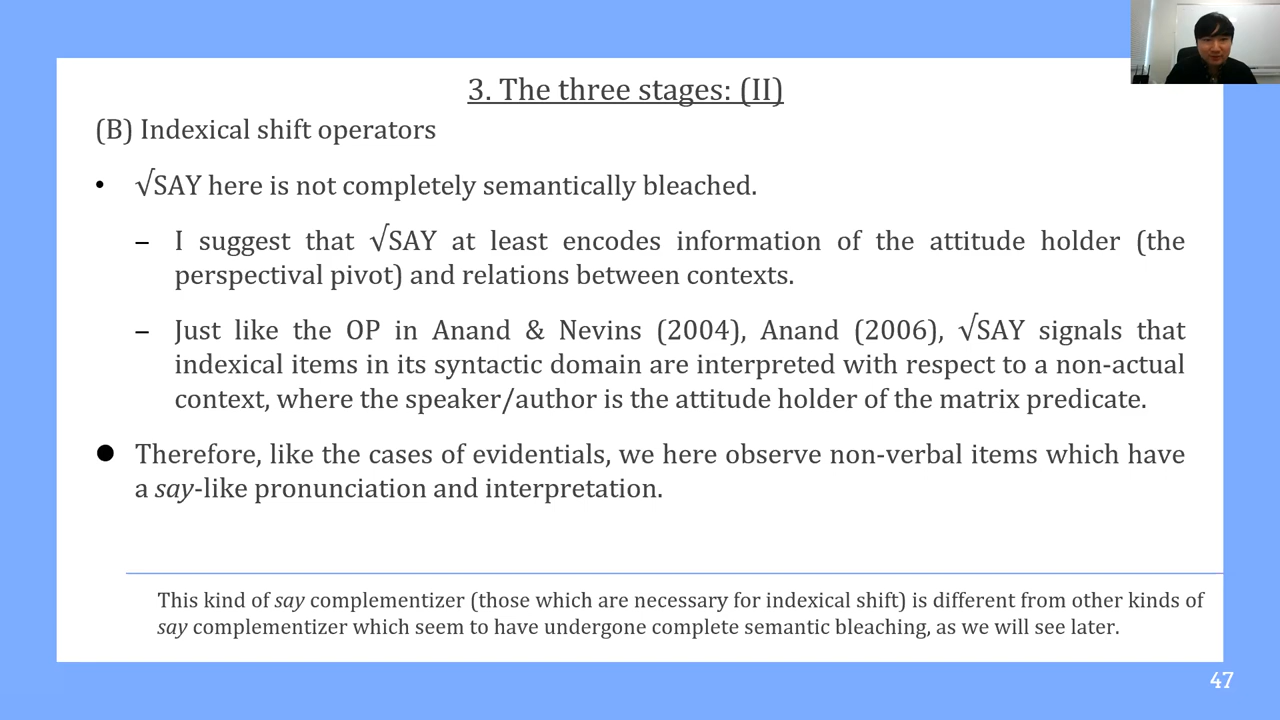 3. The three stages: (II)
(B) Indexical shift operators
• √SAY here is not completely semantically bleached.
– I suggest that √SAY at least encodes information of the attitude holder (the
perspectival pivot) and relations between contexts.
– Just like the OP in Anand & Nevins (2004), Anand (2006), √SAY signals that
indexical items in its syntactic domain are interpreted with respect to a non-actual
context, where the speaker/author is the attitude holder of the matrix predicate.
● Therefore, like the cases of evidentials, we here observe non-verbal items which have
a say-like pronunciation and interpretation.
This kind of say complementizer (those which are necessary for indexical shift) is different from other kinds of
say complementizer which seem to have undergone complete semantic bleaching, as we will see later.
47